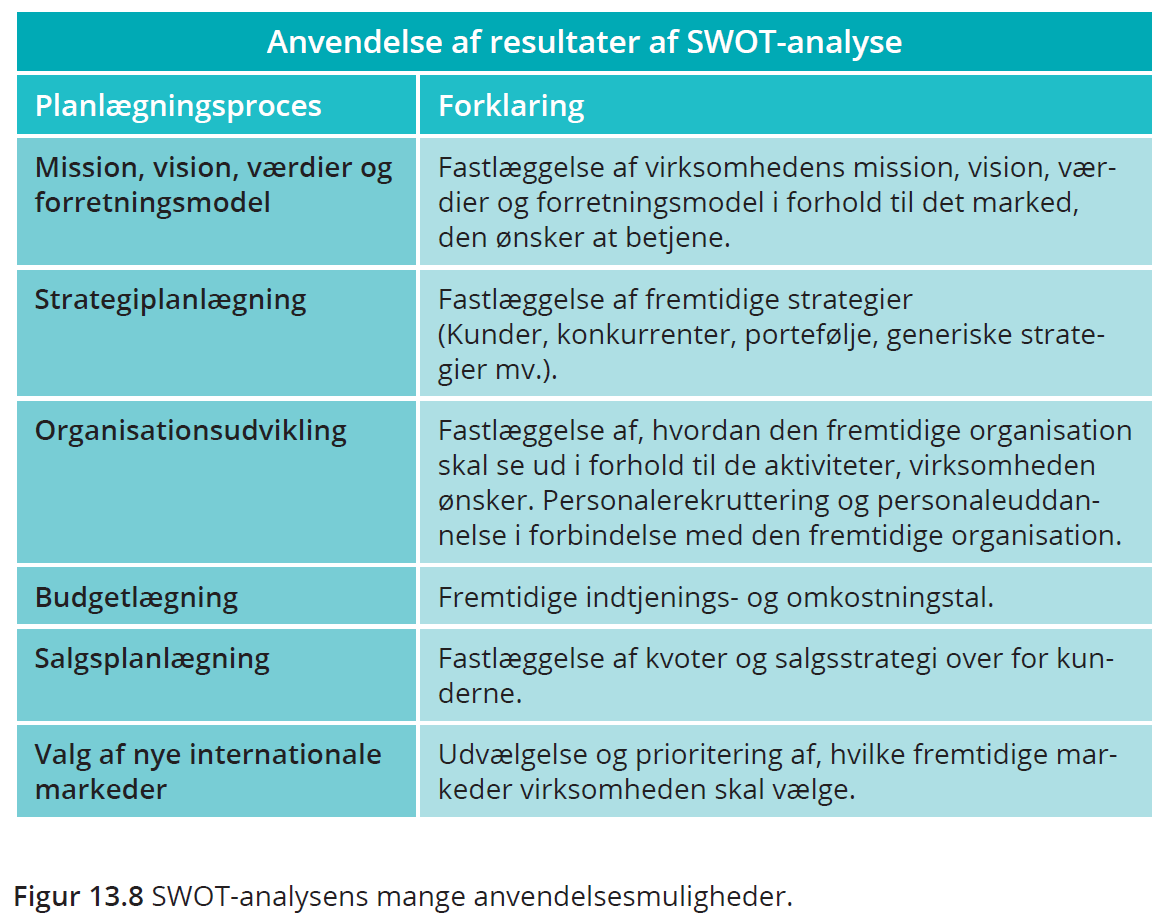 Anvendelse af resultater af SWOT-analyse
Planlægningsproces
Forklaring
Mission, vision, værdier og
forretningsmodel
Fastlæggelse af virksomhedens mission, vision, vær-
dier og forretningsmodel i forhold til det marked,
den ønsker at betjene.
Strategiplanlægning
Fastlæggelse af fremtidige strategier
(Kunder, konkurrenter, portefølje, generiske strate-
gier mv.).
Organisationsudvikling
Fastlæggelse af, hvordan den fremtidige organisation
skal se ud i forhold til de aktiviteter, virksomheden
ønsker. Personalerekruttering og personaleuddan-
nelse i forbindelse med den fremtidige organisation.
Budgetlægning
Fremtidige indtjenings- og omkostningstal.
Salgsplanlægning
Fastlæggelse af kvoter og salgsstrategi over for kun-
derne.
Valg af nye internationale
markeder
Udvælgelse og prioritering af, hvilke fremtidige mar-
keder virksomheden skal vælge.
Figur 13.8 SWOT-analysens mange anvendelsesmuligheder.